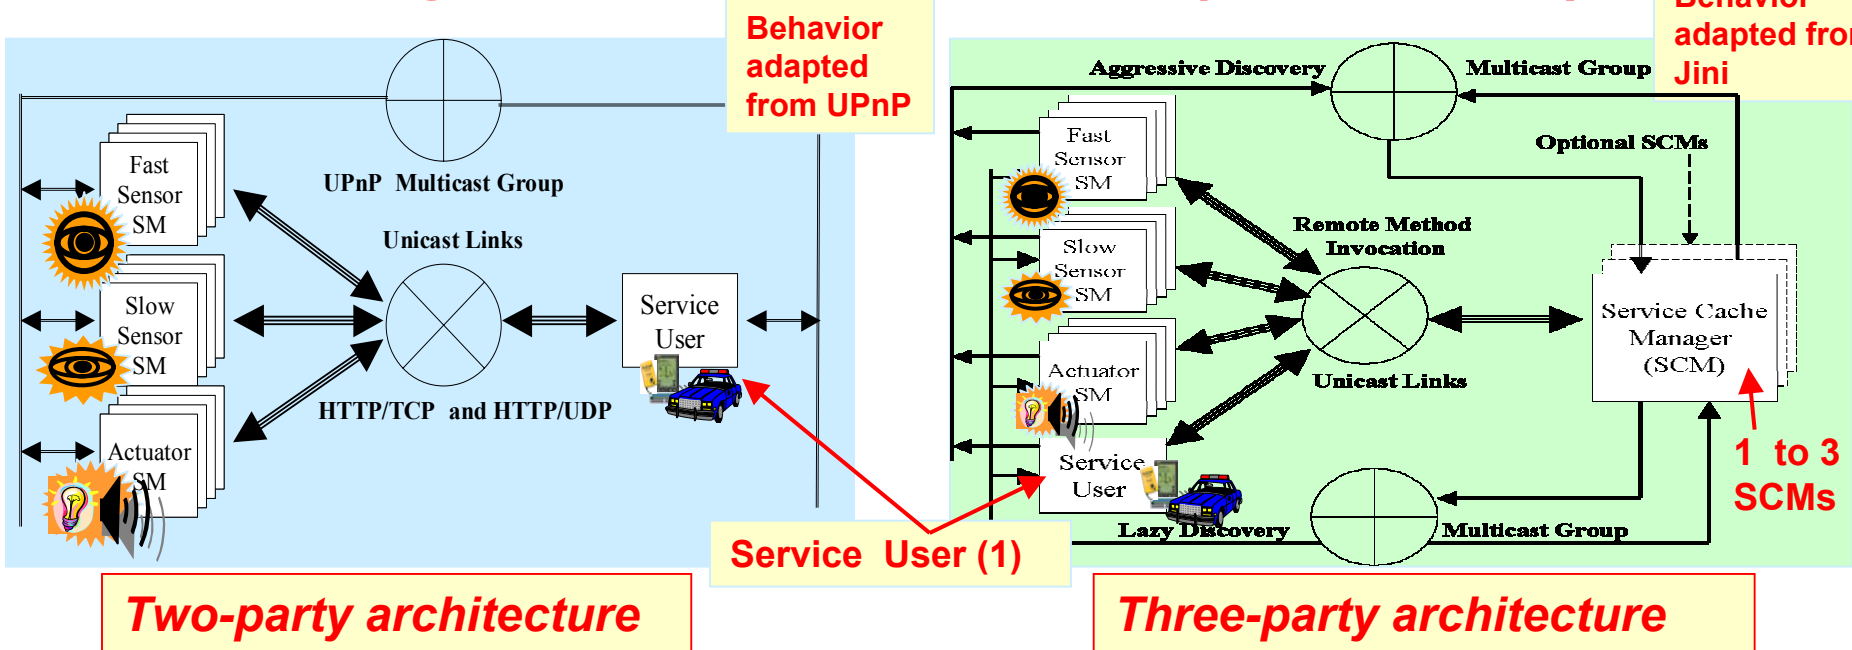 Behavior
adapted
from UPnP
UPnP Multicast Group
Fast
Sensor
SM
Unicast Links
Slow
Sensor
SM
Service
User
HTTP/TCP and HTTP/UDP
Actuator
SM
Two-party architecture
Service User (1)
Behavior
adapted from
Jini
Aggressive Discovery
Multicast Group
Optional SCMs
Fast
Sensor
SM
Remote Method
Invocation
Slow
Sensor
SM
Service Cache
Manager
(SCM)
Actuator
SM
Unicast Links
1 to 3
SCMs
Service
User
Lazy Discovery
Multicast Group
Three-party architecture